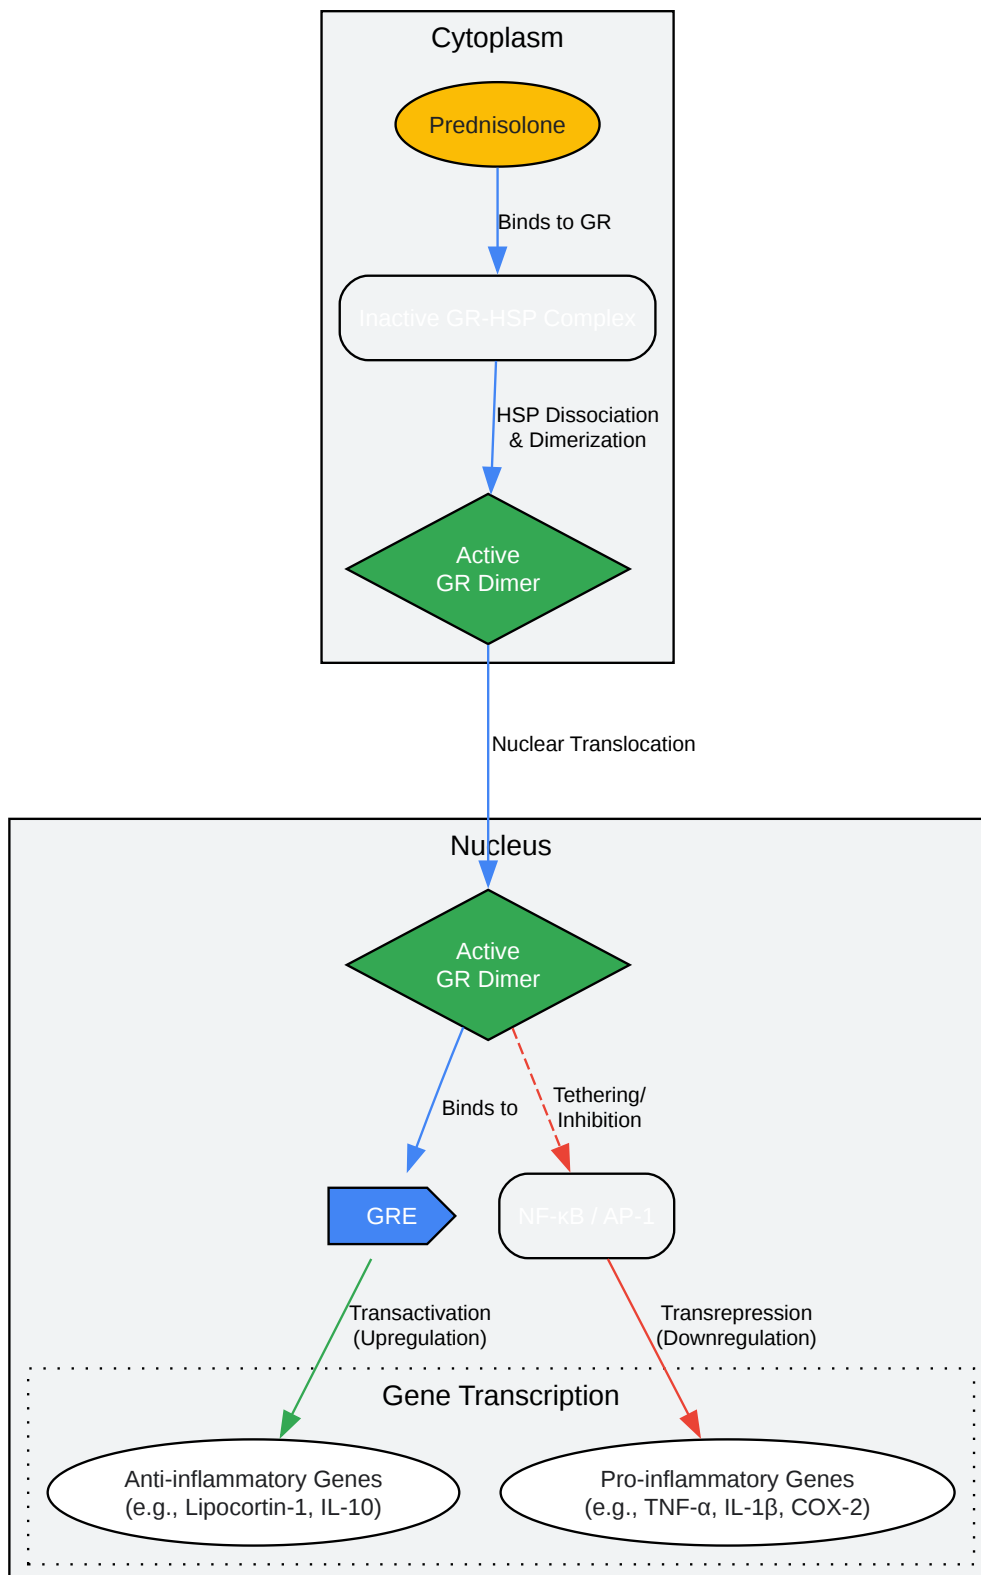 Cytoplasm
Prednisolone
Binds to GR
Inactive GR-HSP Complex
HSP Dissociation
& Dimerization
Active
GR Dimer
Nuclear Translocation
Nucleus
Active
GR Dimer
Binds to
Tethering/
Inhibition
GRE
NF-κB / AP-1
Transactivation
(Upregulation)
Transrepression
(Downregulation)
Gene Transcription
Anti-inflammatory Genes
(e.g., Lipocortin-1, IL-10)
Pro-inflammatory Genes
(e.g., TNF-α, IL-1β, COX-2)